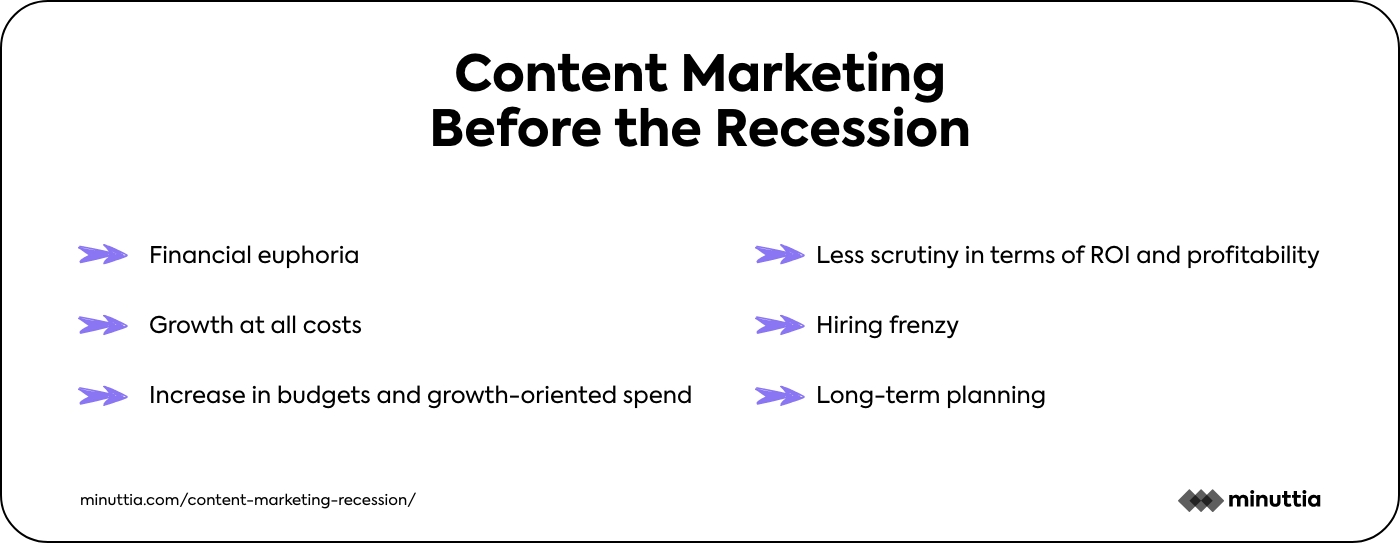 Content Marketing
Before the Recession
Financial euphoria
Growth at all costs
Increase in budgets and growth-oriented spend
Less scrutiny in terms of ROI and profitability
Hiring frenzy
Long-term planning
minuttia.com/content-marketing-recession/
minuttia